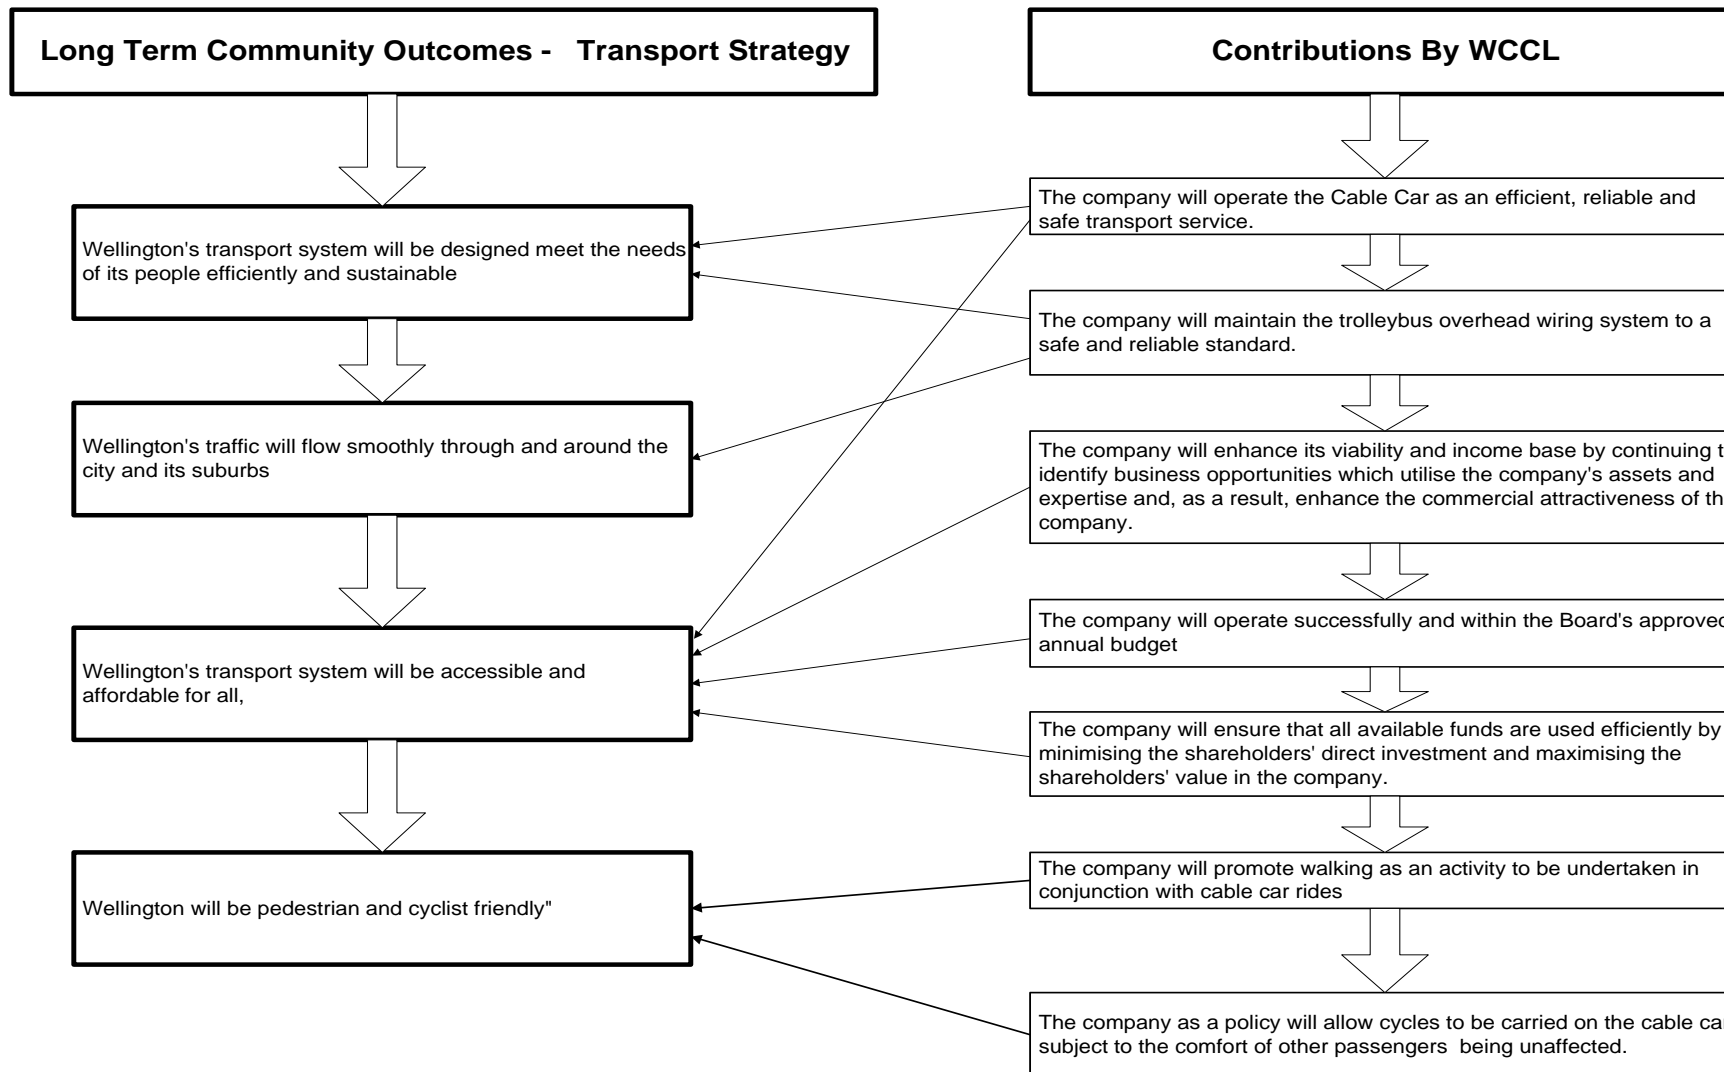 Long Term Community Outcomes - Transport Strategy
Wellington's transport system will be designed meet the needs
of its people efficiently and sustainable
Wellington's traffic will flow smoothly through and around the
city and its suburbs
Wellington's transport system will be accessible and
affordable for all,
Wellington will be pedestrian and cyclist friendly"
Contributions By WCCL
The company will operate the Cable Car as an efficient, reliable and
safe transport service.
The company will maintain the trolleybus overhead wiring system to a
safe and reliable standard.
The company will enhance its viability and income base by continuing t
identify business opportunities which utilise the company's assets and
expertise and, as a result, enhance the commercial attractiveness of th
company.
The company will operate successfully and within the Board's approved
annual budget
The company will ensure that all available funds are used efficiently by
minimising the shareholders' direct investment and maximising the
shareholders' value in the company.
The company will promote walking as an activity to be undertaken in
conjunction with cable car rides
The company as a policy will allow cycles to be carried on the cable car
subject to the comfort of other passengers being unaffected.